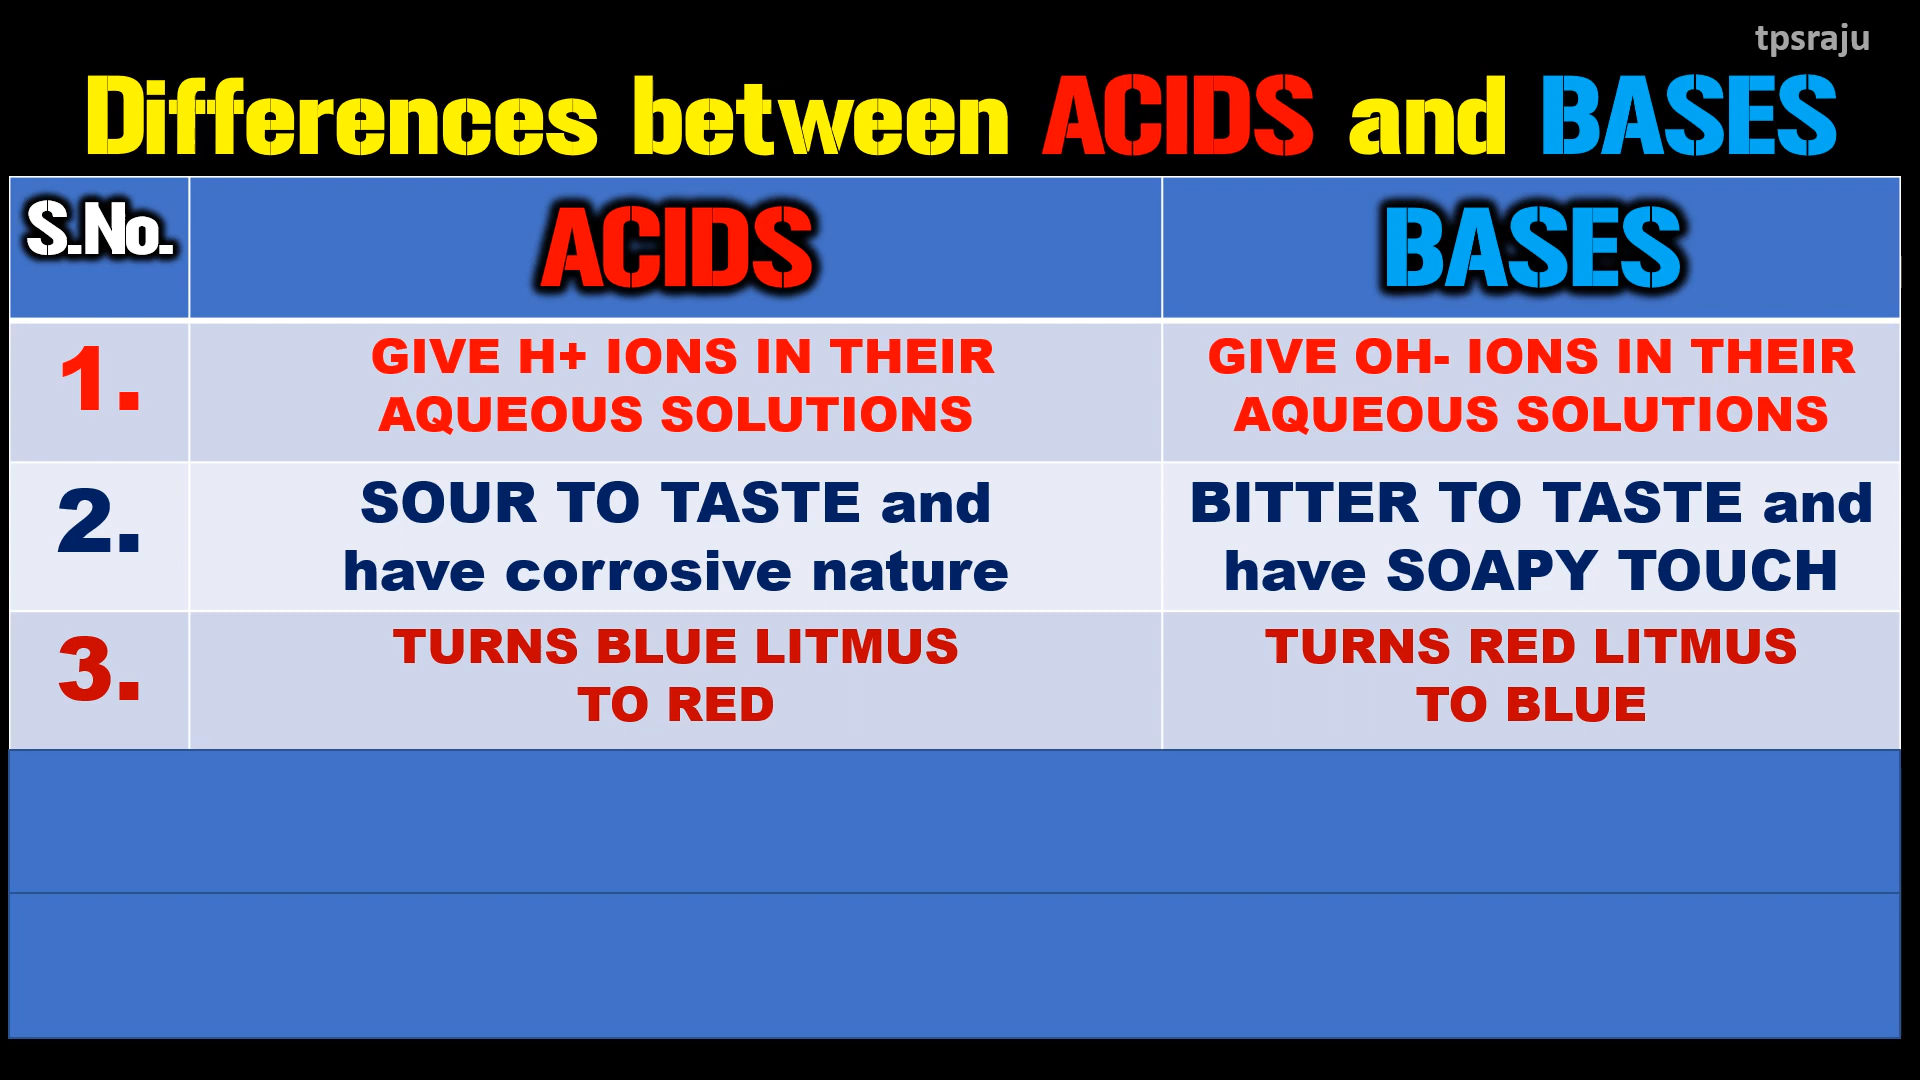 tpsraju
Differences between ACIDS and BASES
S.No.
ACIDS
BASES
1.
GIVE H+ IONS IN THEIR
AQUEOUS SOLUTIONS
GIVE OH- IONS IN THEIR
AQUEOUS SOLUTIONS
2.
SOUR TO TASTE and
have corrosive nature
BITTER TO TASTE and
have SOAPY TOUCH
3.
TURNS BLUE LITMUS
TO RED
TURNS RED LITMUS
TO BLUE